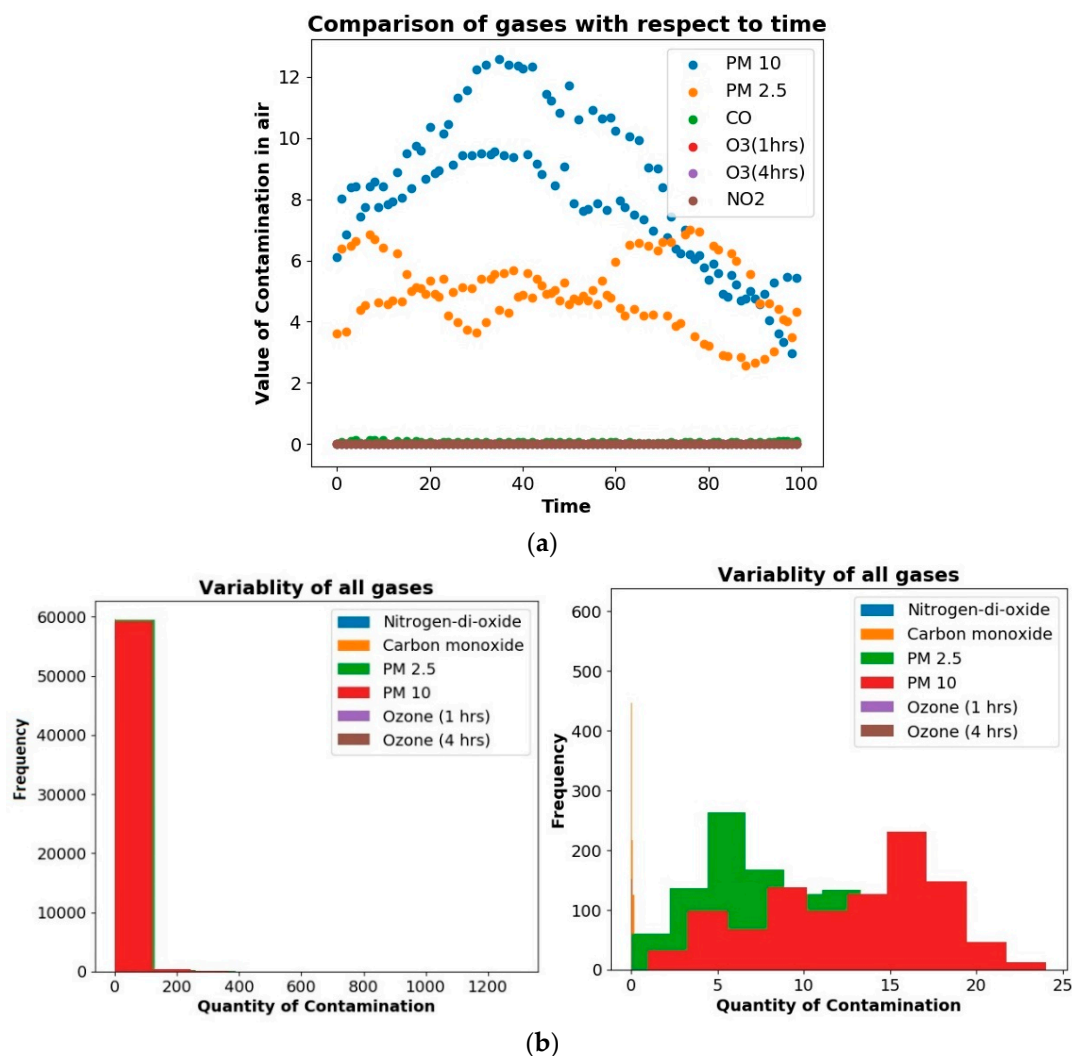 Comparison of gases with respect to time
Value of Contamination in air
12
10
8
6
4
2
0
PM 10
PM 2.5
CO
O3(1hrs)
O3(4hrs)
NO2
0 20 40 60 80 100
Time
(a)
Variablity of all gases
Frequency
60000
50000
40000
30000
20000
10000
0
Nitrogen-di-oxide
Carbon monoxide
PM 2.5
PM 10
Ozone (1 hrs)
Ozone (4 hrs)
0 200 400 600 800 1000 1200
Quantity of Contamination
Variablity of all gases
Frequency
600
500
400
300
200
100
0
Nitrogen-di-oxide
Carbon monoxide
PM 2.5
PM 10
Ozone (1 hrs)
Ozone (4 hrs)
0 5 10 15 20 25
Quantity of Contamination
(b)